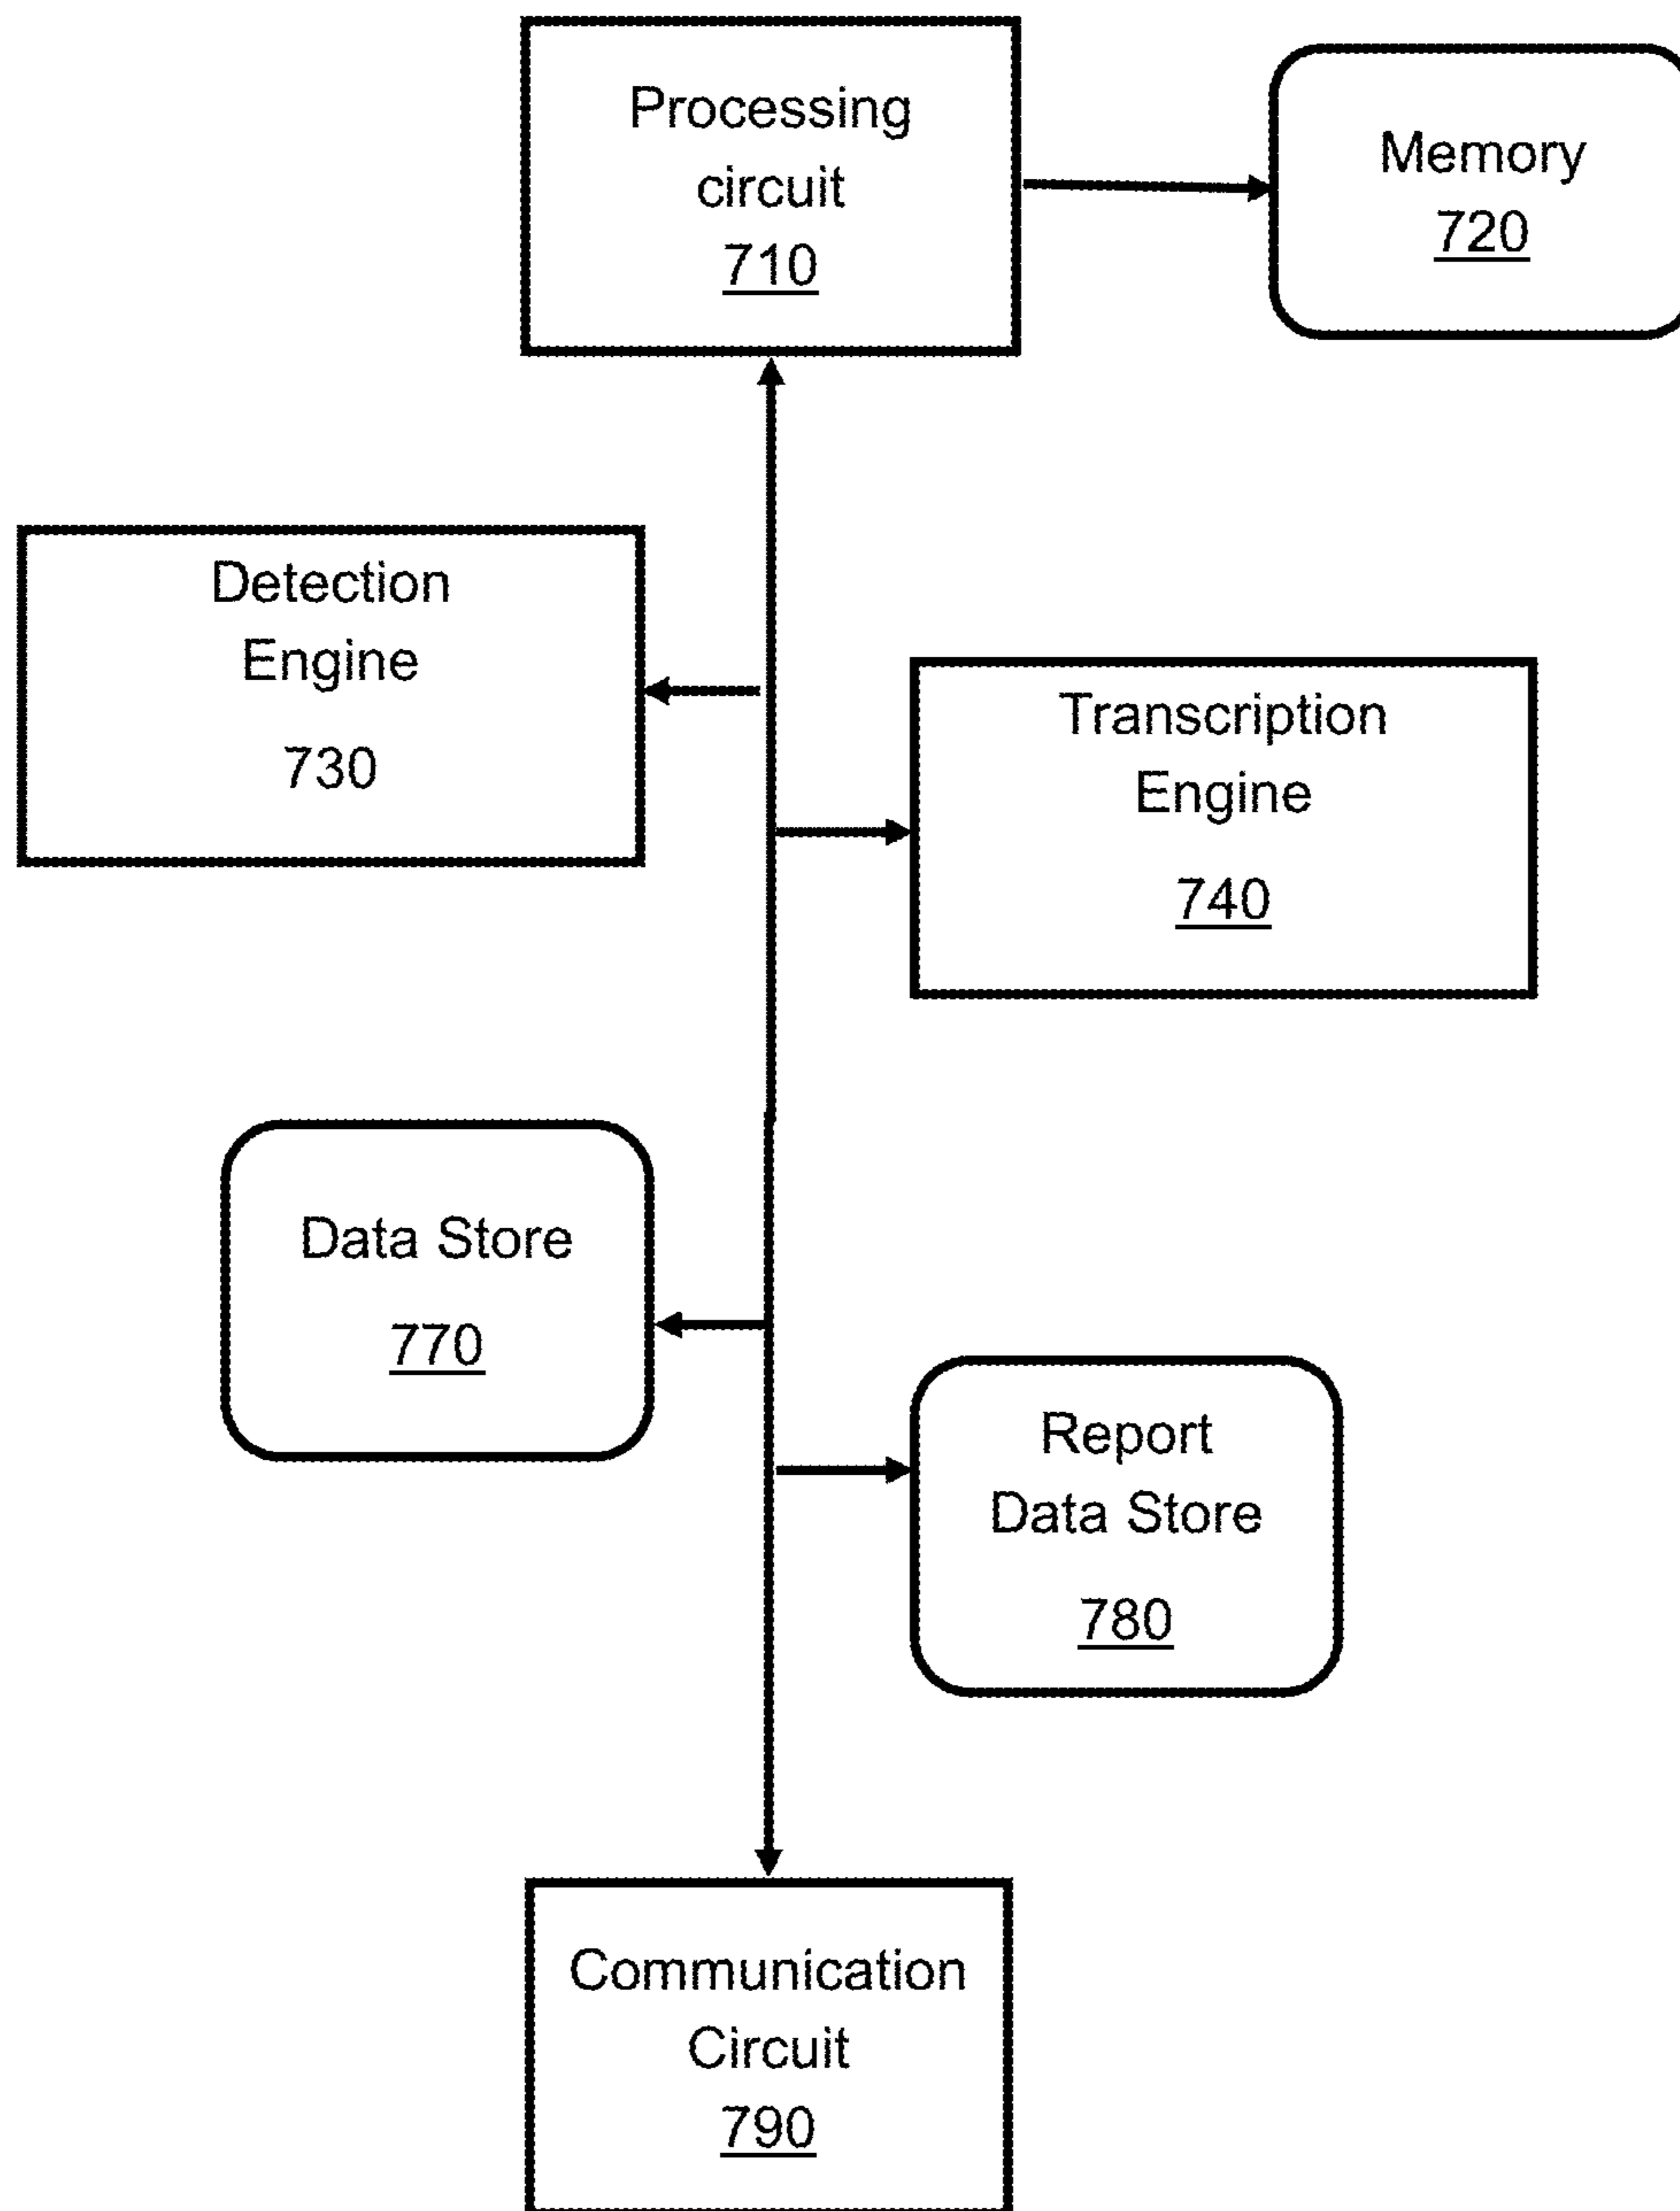 Processing
circuit
710
Memory
720
Detection
Engine
730
Transcription
Engine
740
Data Store
770
Report
Data Store
780
Communication
Circuit
790